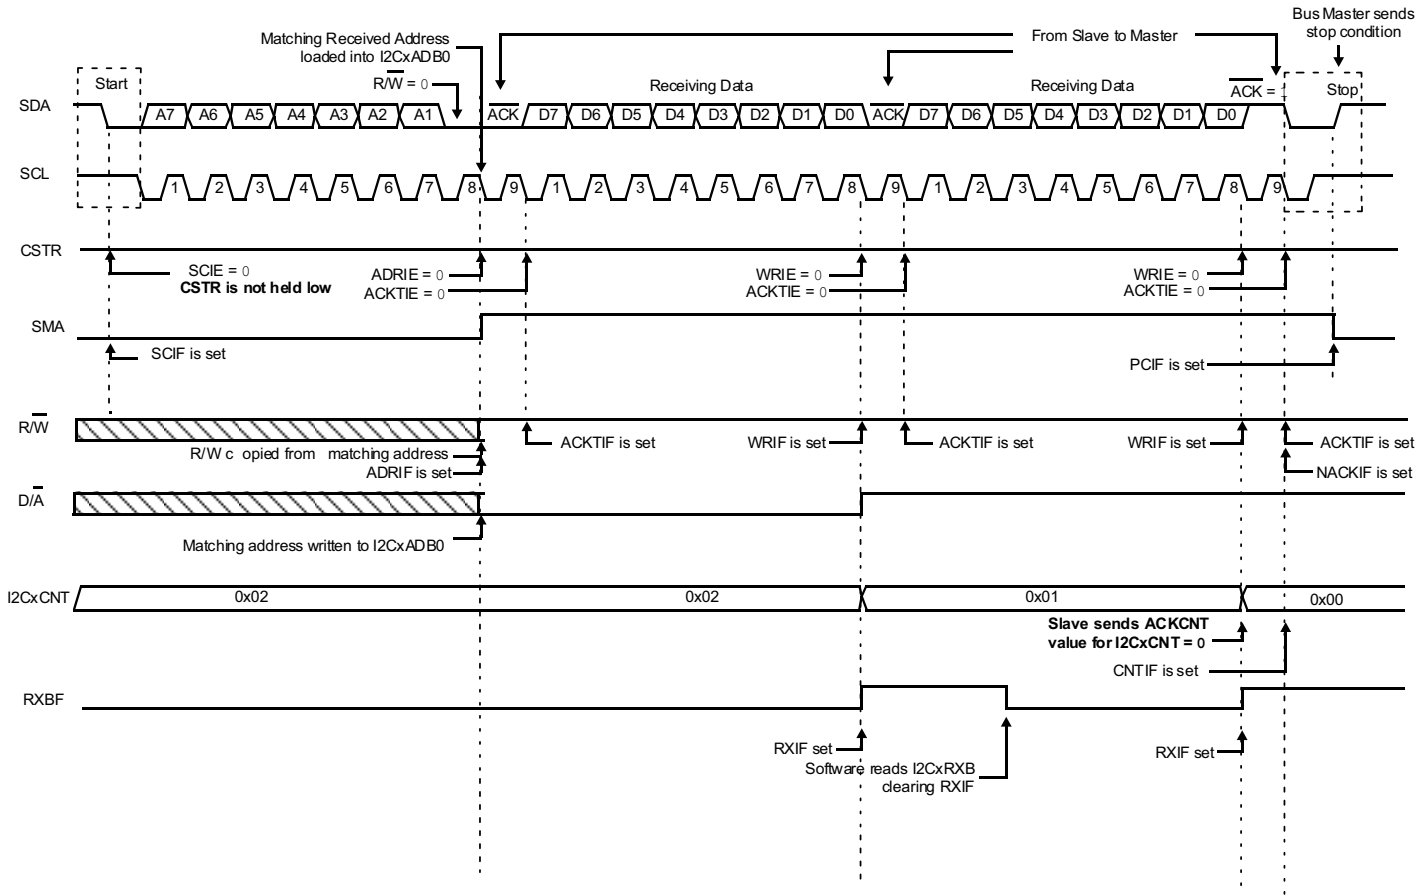 Bus Master sends
stop condition
Matching Received Address
loaded into I2CxADB0
From Slave to Master
R/W = 0
Start
Receiving Data
Receiving Data
ACK =
Stop
SDA
A7 A6 A5 A4 A3 A2 A1 ACK D7 D6 D5 D4 D3 D2 D1 D0 ACK D7 D6 D5 D4 D3 D2 D1 D0
SCL
1 2 3 4 5 6 7 8 9 1 2 3 4 5 6 7 8 9 1 2 3 4 5 6 7 8 9
CSTR
SCIE = 0
CSTR is not held low
ADRIE = 0
ACKTIE = 0
WRIE = 0
ACKTIE = 0
WRIE = 0
ACKTIE = 0
SMA
SCIF is set
PCIF is set
R/W
ACKTIF is set
WRIF is set
ACKTIF is set
WRIF is set
ACKTIF is set
R/W c opied from matching address
ADRIF is set
NACKIF is set
D/A
Matching address written to I2CxADB0
I2CxCNT
0x02
0x02
0x01
0x00
Slave sends ACKCNT
value for I2CxCNT = 0
CNTIF is set
RXBF
RXIF set
RXIF set
Software reads I2CxRXB
clearing RXIF